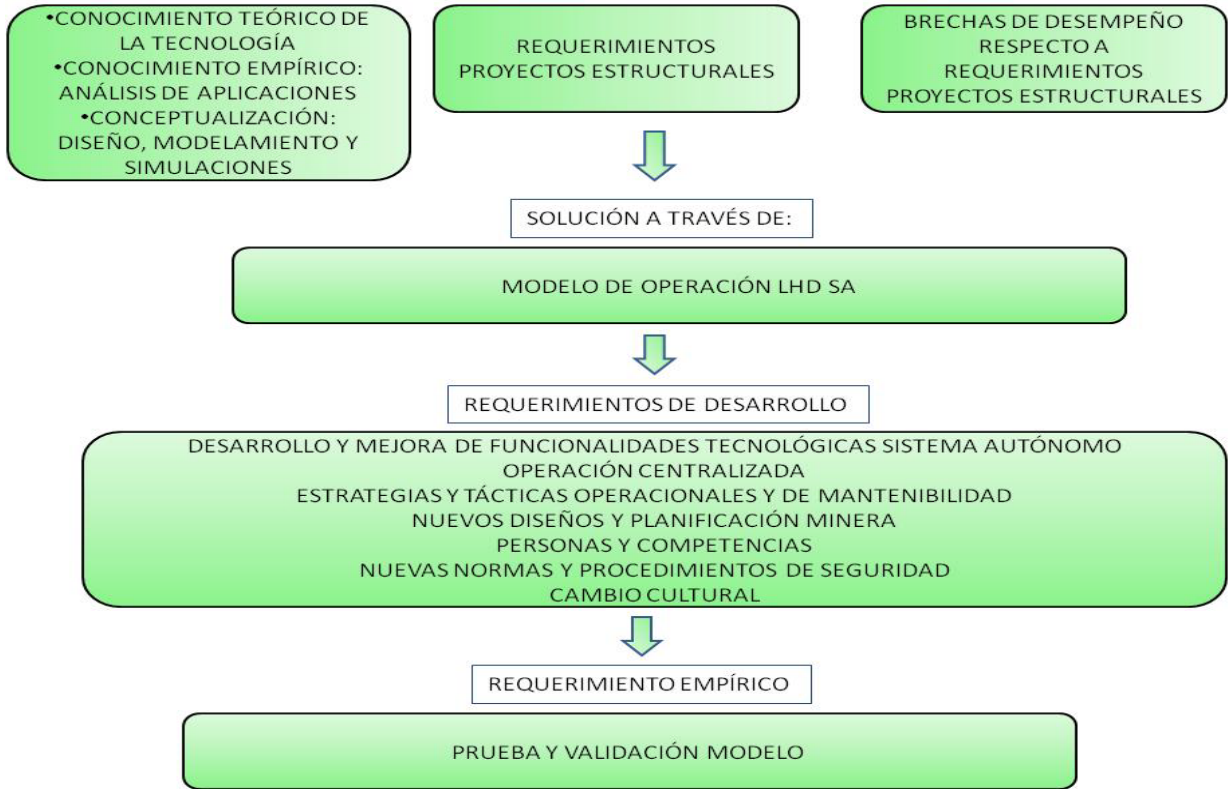 •CONOCIMIENTO TEÓRICO DE
LA TECNOLOGÍA
•CONOCIMIENTO EMPÍRICO:
ANÁLISIS DE APLICACIONES
•CONCEPTUALIZACIÓN:
DISEÑO, MODELAMIENTO Y
SIMULACIONES
REQUERIMIENTOS
PROYECTOS ESTRUCTURALES
BRECHAS DE DESEMPEÑO
RESPECTO A
REQUERIMIENTOS
PROYECTOS ESTRUCTURALES
SOLUCIÓN A TRAVÉS DE:
MODELO DE OPERACIÓN LHD SA
REQUERIMIENTOS DE DESARROLLO
DESARROLLO Y MEJORA DE FUNCIONALIDADES TECNOLÓGICAS SISTEMA AUTÓNOMO
OPERACIÓN CENTRALIZADA
ESTRATEGIAS Y TÁCTICAS OPERACIONALES Y DE MANTENIBILIDAD
NUEVOS DISEÑOS Y PLANIFICACIÓN MINERA
PERSONAS Y COMPETENCIAS
NUEVAS NORMAS Y PROCEDIMIENTOS DE SEGURIDAD
CAMBIO CULTURAL
REQUERIMIENTO EMPÍRICO
PRUEBA Y VALIDACIÓN MODELO